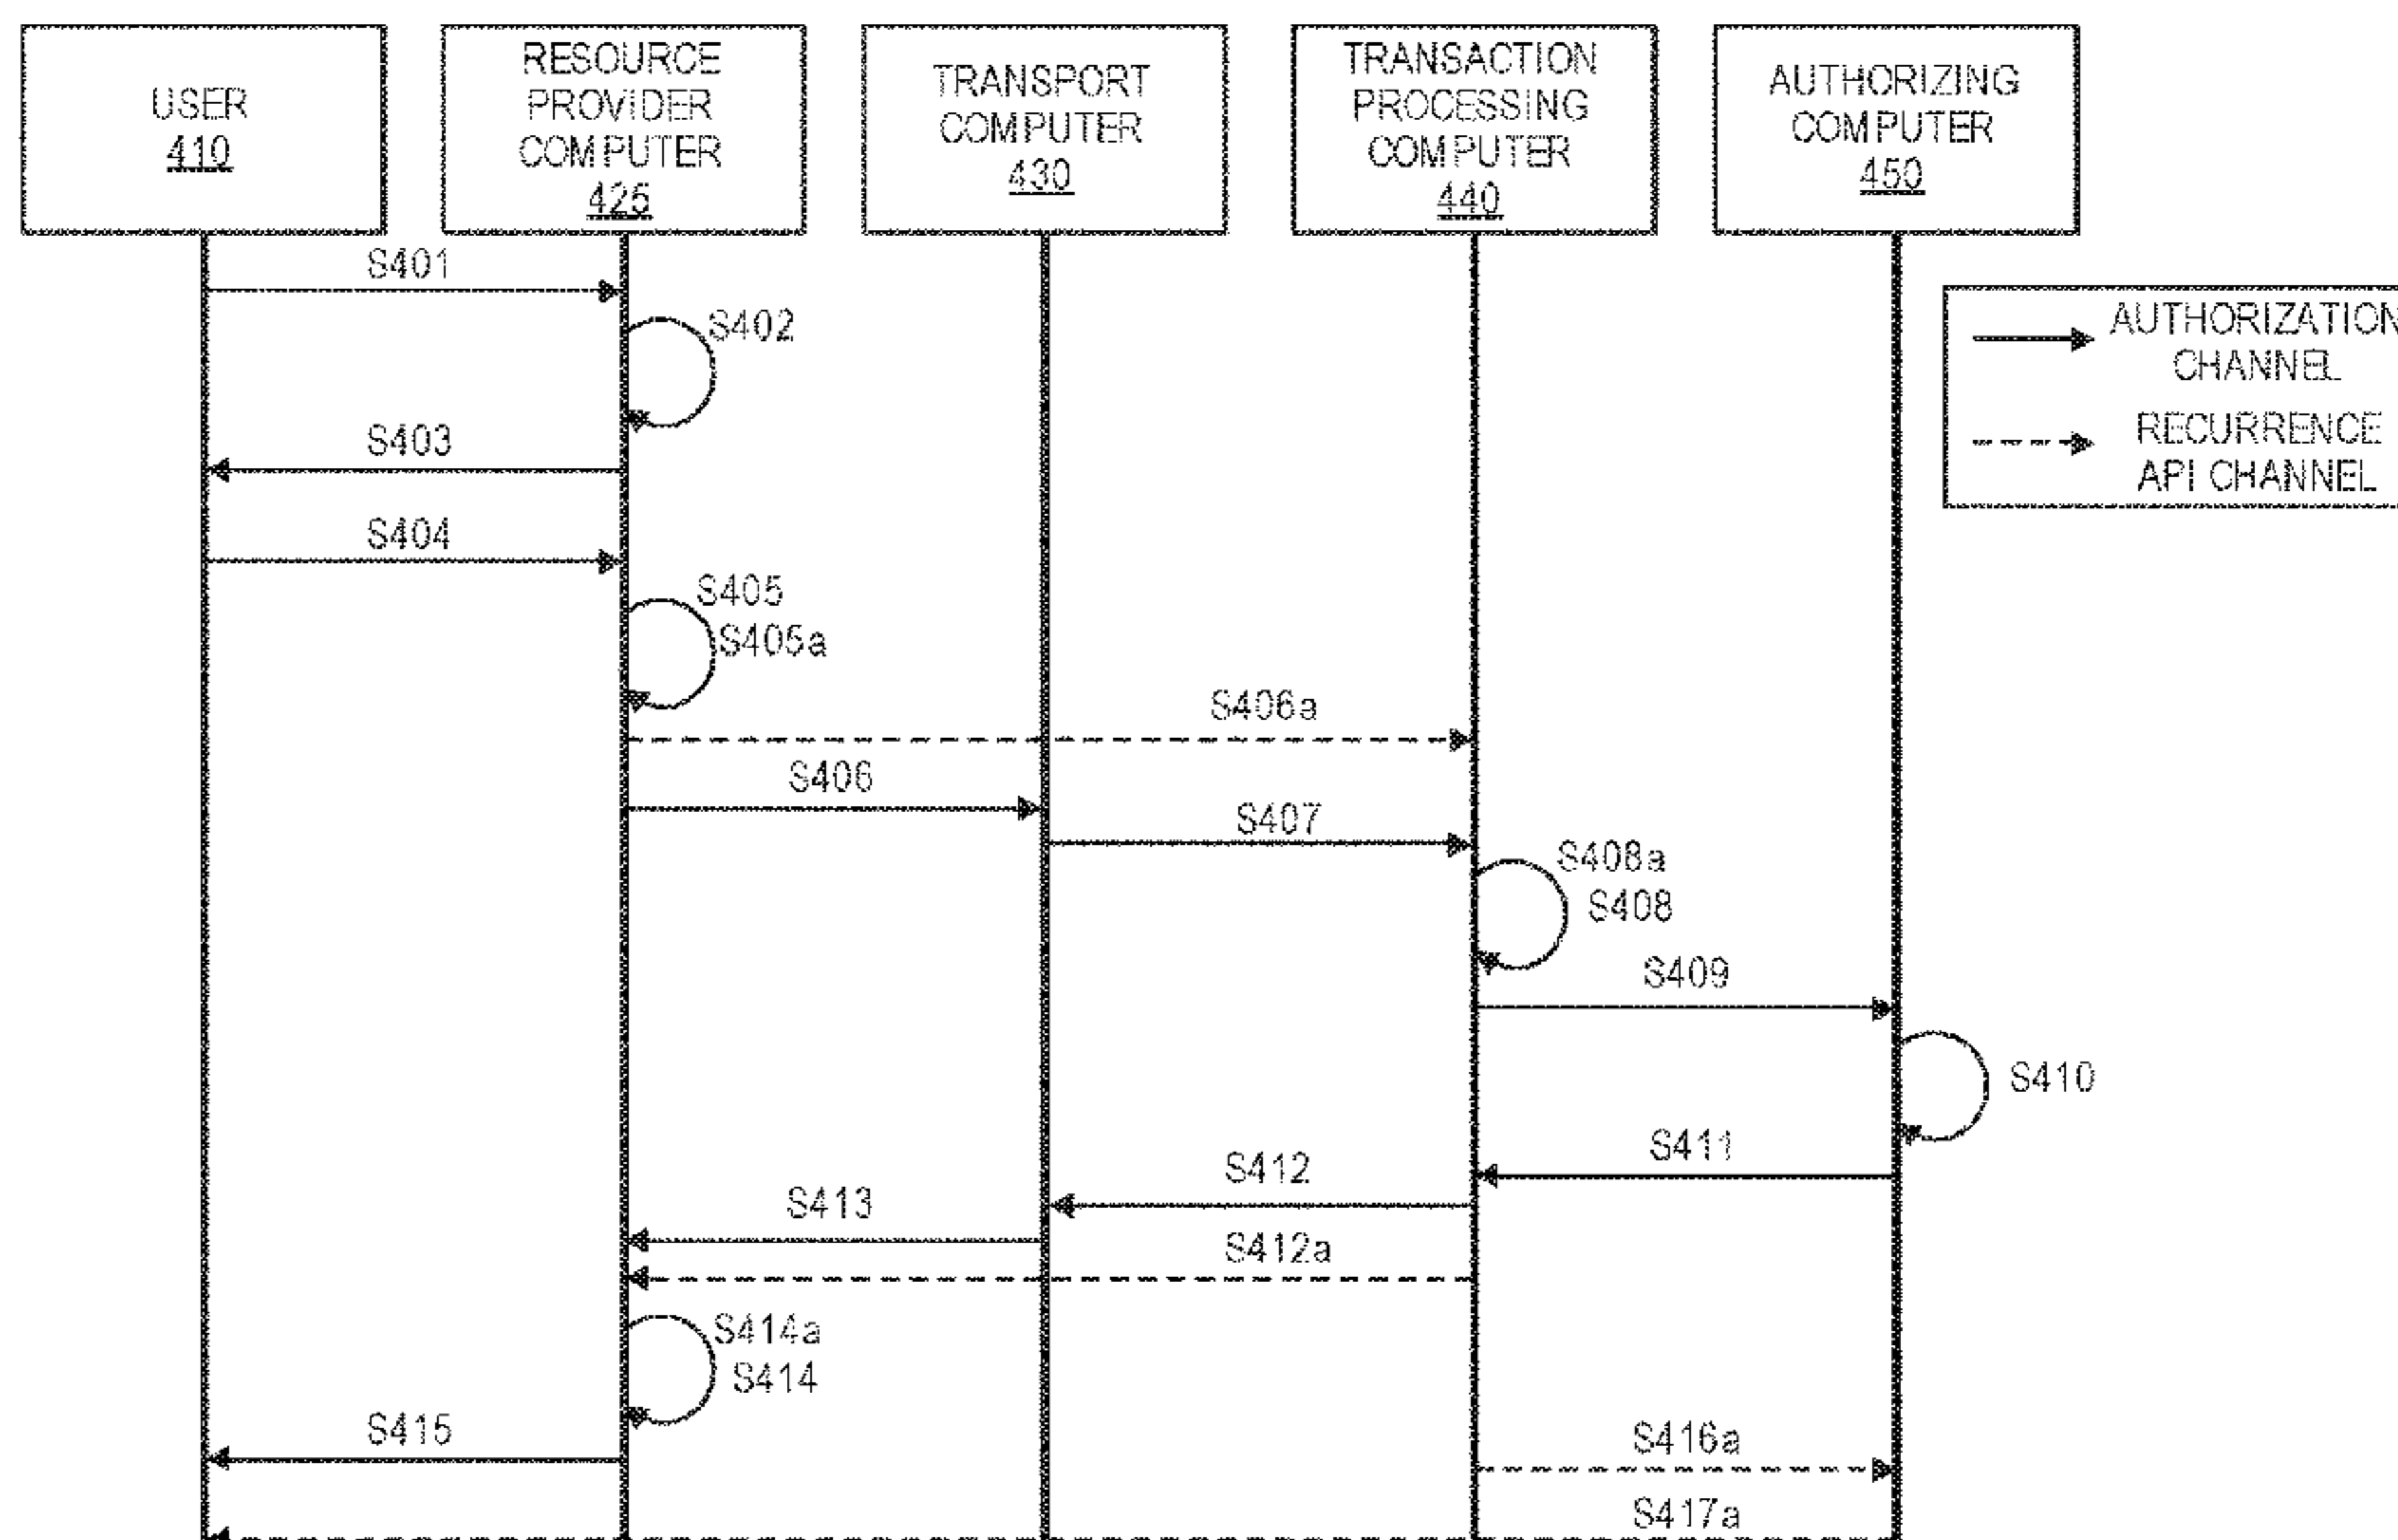 USER
410
RESOURCE
PROVIDER
COMPUTER
425
TRANSPORT
COMPUTER
430
TRANSACTION
PROCESSING
COMPUTER
440
AUTHORIZING
COMPUTER
450
S401
AUTHORIZATION
CHANNEL
RECURRENCE
API CHANNEL
S402
S403
S404
S405
S405a
S406a
S406
S407
S408a
S408
S409
S410
S411
S412
S413
S412a
S414a
S414
S415
S416a
S417a